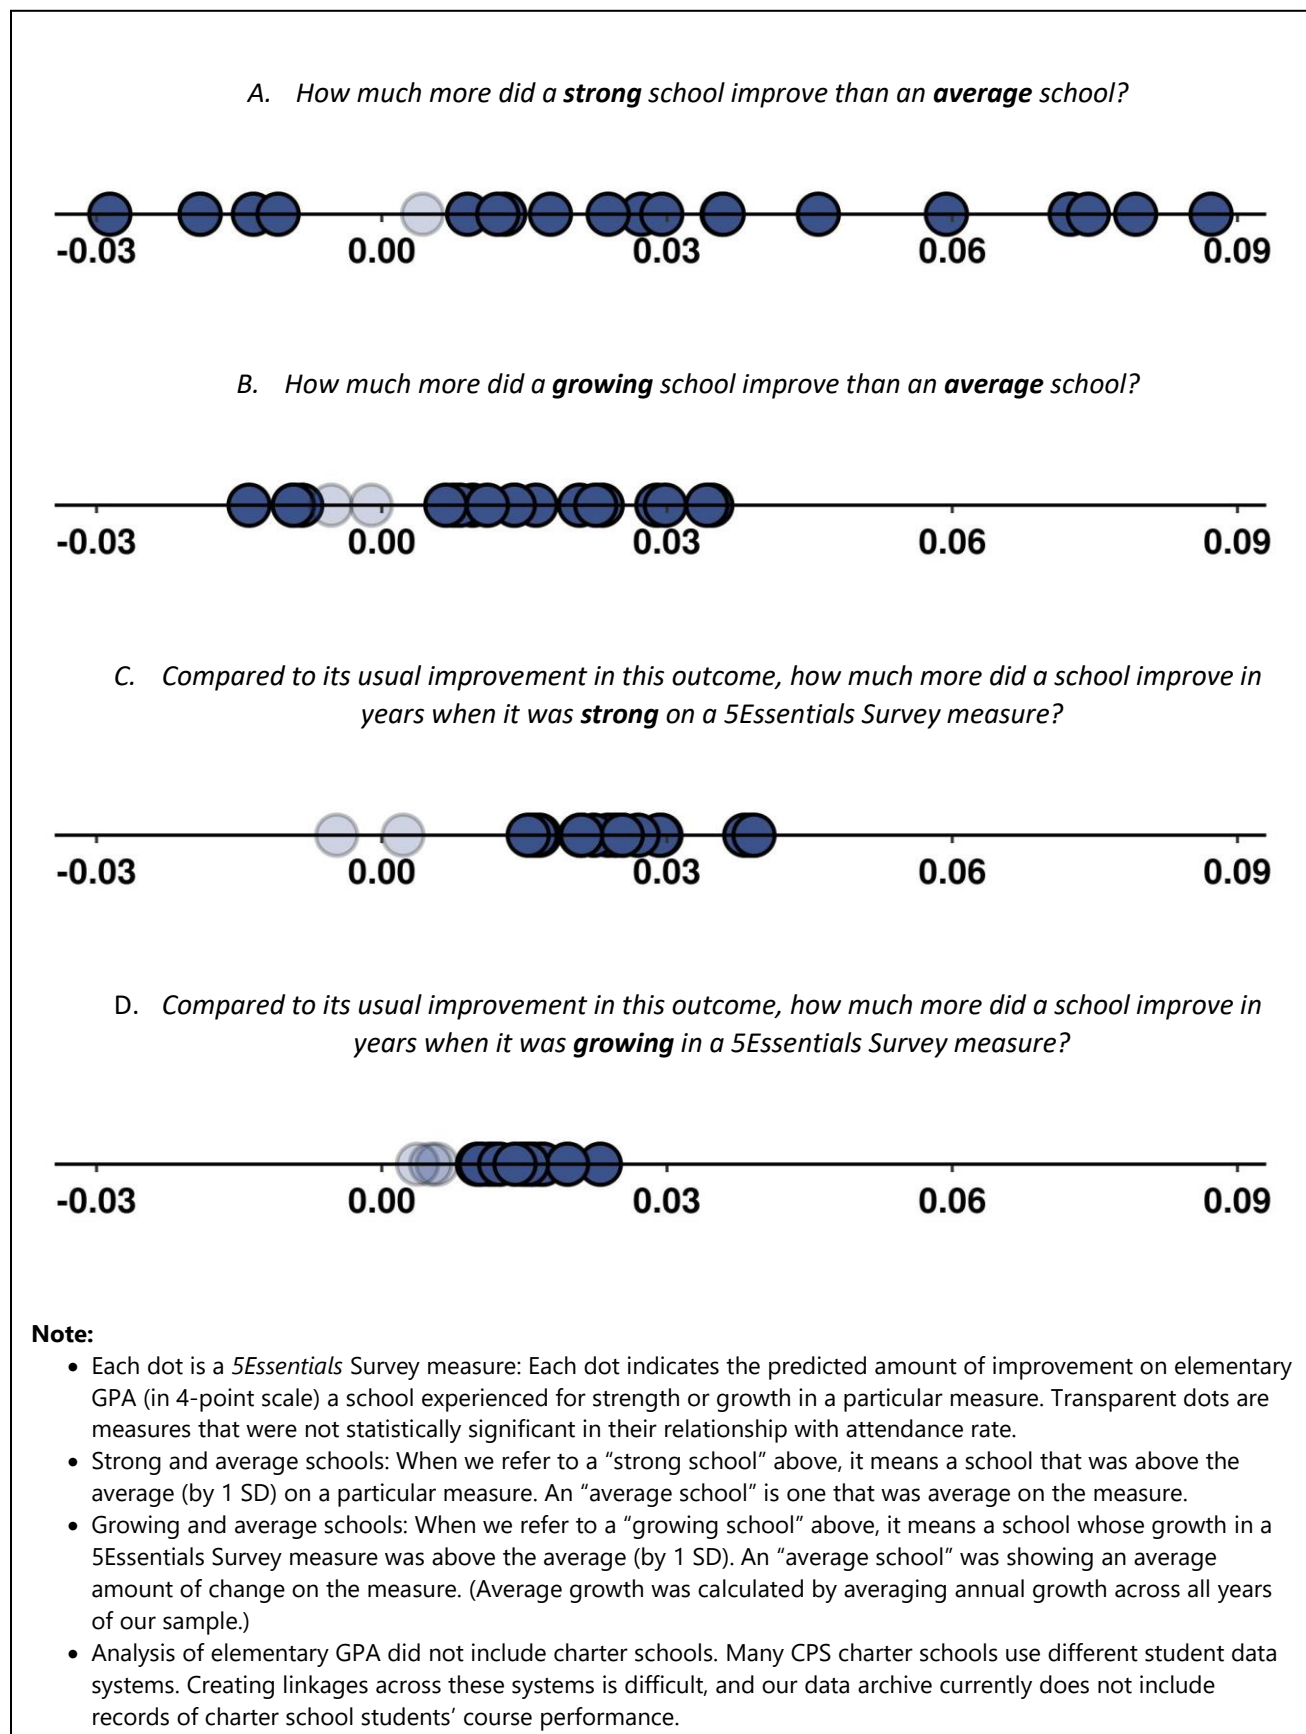 A. How much more did a strong school improve than an average school?
-0.03 0.00 0.03 0.06 0.09
B. How much more did a growing school improve than an average school?
-0.03 0.00 0.03 0.06 0.09
C. Compared to its usual improvement in this outcome, how much more did a school improve in
years when it was strong on a 5Essentials Survey measure?
-0.03 0.00 0.03 0.06 0.09
D. Compared to its usual improvement in this outcome, how much more did a school improve in
years when it was growing in a 5Essentials Survey measure?
-0.03 0.00 0.03 0.06 0.09
Note:
• Each dot is a 5Essentials Survey measure: Each dot indicates the predicted amount of improvement on elementary
GPA (in 4-point scale) a school experienced for strength or growth in a particular measure. Transparent dots are
measures that were not statistically significant in their relationship with attendance rate.
• Strong and average schools: When we refer to a “strong school” above, it means a school that was above the
average (by 1 SD) on a particular measure. An “average school” is one that was average on the measure.
• Growing and average schools: When we refer to a “growing school” above, it means a school whose growth in a
5Essentials Survey measure was above the average (by 1 SD). An “average school” was showing an average
amount of change on the measure. (Average growth was calculated by averaging annual growth across all years
of our sample.)
• Analysis of elementary GPA did not include charter schools. Many CPS charter schools use different student data
systems. Creating linkages across these systems is difficult, and our data archive currently does not include
records of charter school students’ course performance.